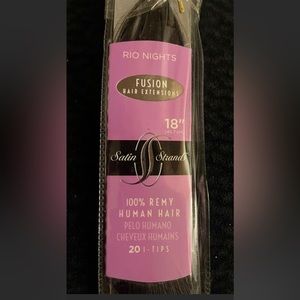 RIO NIGHTS
FUSION
HAIR EXTENSIONS
18"
Satin Strands
100% REMY
HUMAN HAIR
PELO HUMANO
CHEVEUX HUMAINS
20 I-TIPS